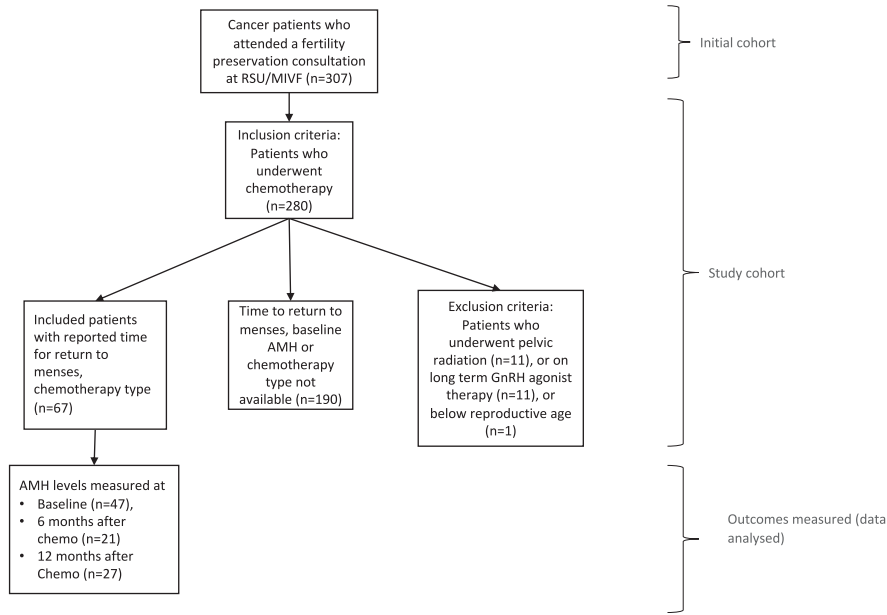 Cancer patients who
attended a fertility
preservation consultation
at RSU/MIVF (n=307)
Initial cohort
Inclusion criteria:
Patients who
underwent
chemotherapy
(n=280)
Study cohort
Included patients
with reported time
for return to
menses,
chemotherapy type
(n=67)
Time to return to
menses, baseline
AMH or
chemotherapy
type not
available (n=190)
Exclusion criteria:
Patients who
underwent pelvic
radiation (n=11), or on
long term GnRH agonist
therapy (n=11), or
below reproductive age
(n=1)
AMH levels measured at
• Baseline (n=47),
• 6 months after
chemo (n=21)
• 12 months after
Chemo (n=27)
Outcomes measured (data
analysed)